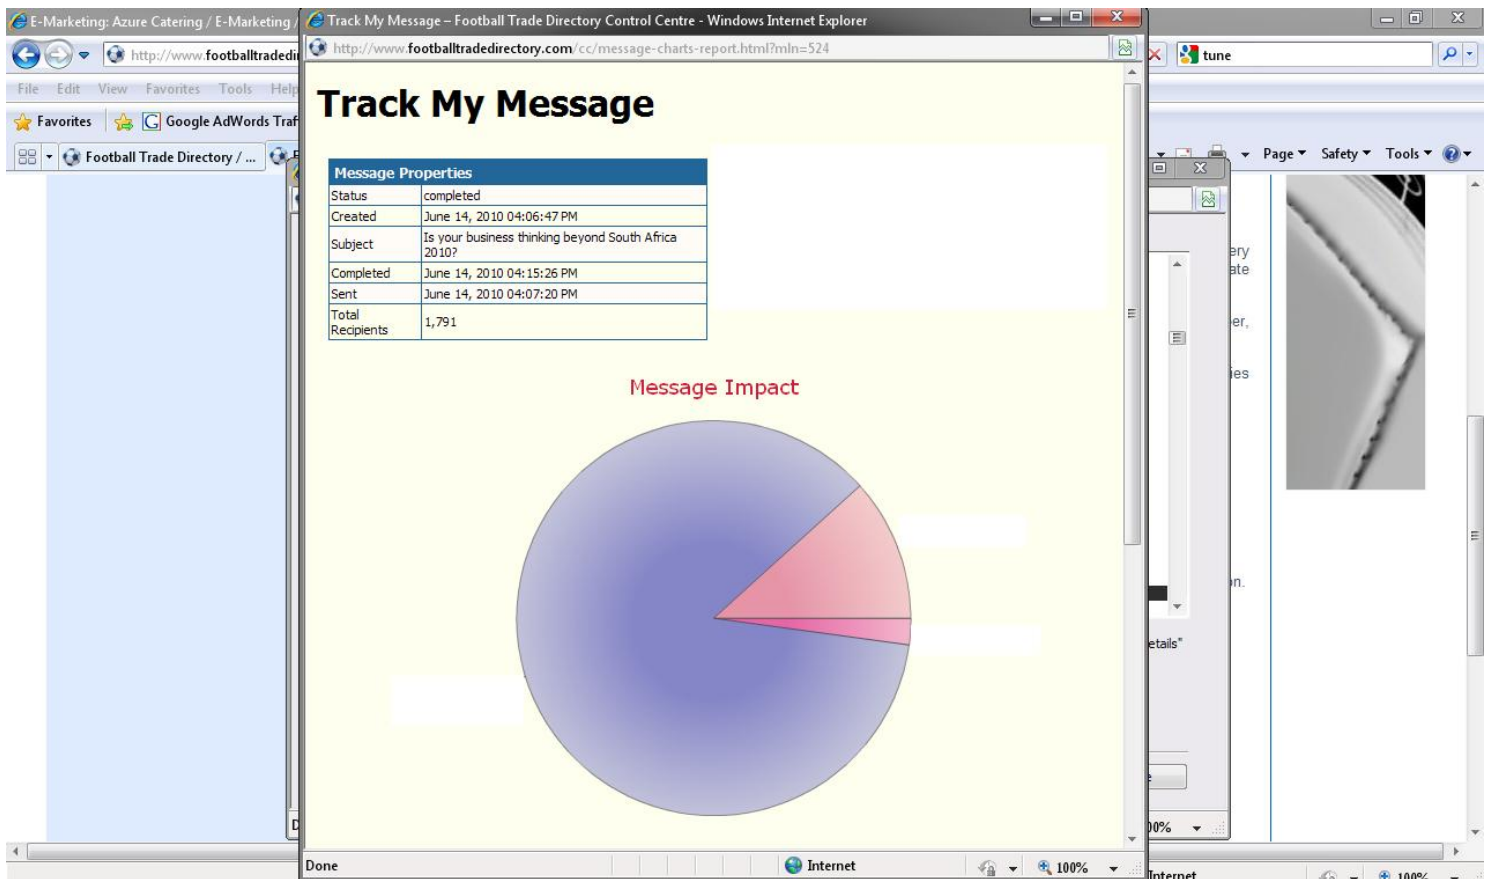 E-Marketing: Azure Catering / E-Marketing /
Track My Message – Football Trade Directory Control Centre - Windows Internet Explorer
http://www.footballtradedi
http://www.footballtradedirectory.com/cc/message-charts-report.html?mln=524
tune
File Edit View Favorites Tools Help
Favorites
Google AdWords Traf
Football Trade Directory / ...
Page
Safety
Tools
Track My Message
Message Properties
Status completed
Created June 14, 2010 04:06:47 PM
Subject Is your business thinking beyond South Africa
2010?
Completed June 14, 2010 04:15:26 PM
Sent June 14, 2010 04:07:20 PM
Total
Recipients 1,791
Message Impact
ery
ate
er,
ies
on.
etails"
00%
Done
Internet
100%
Internet
100%